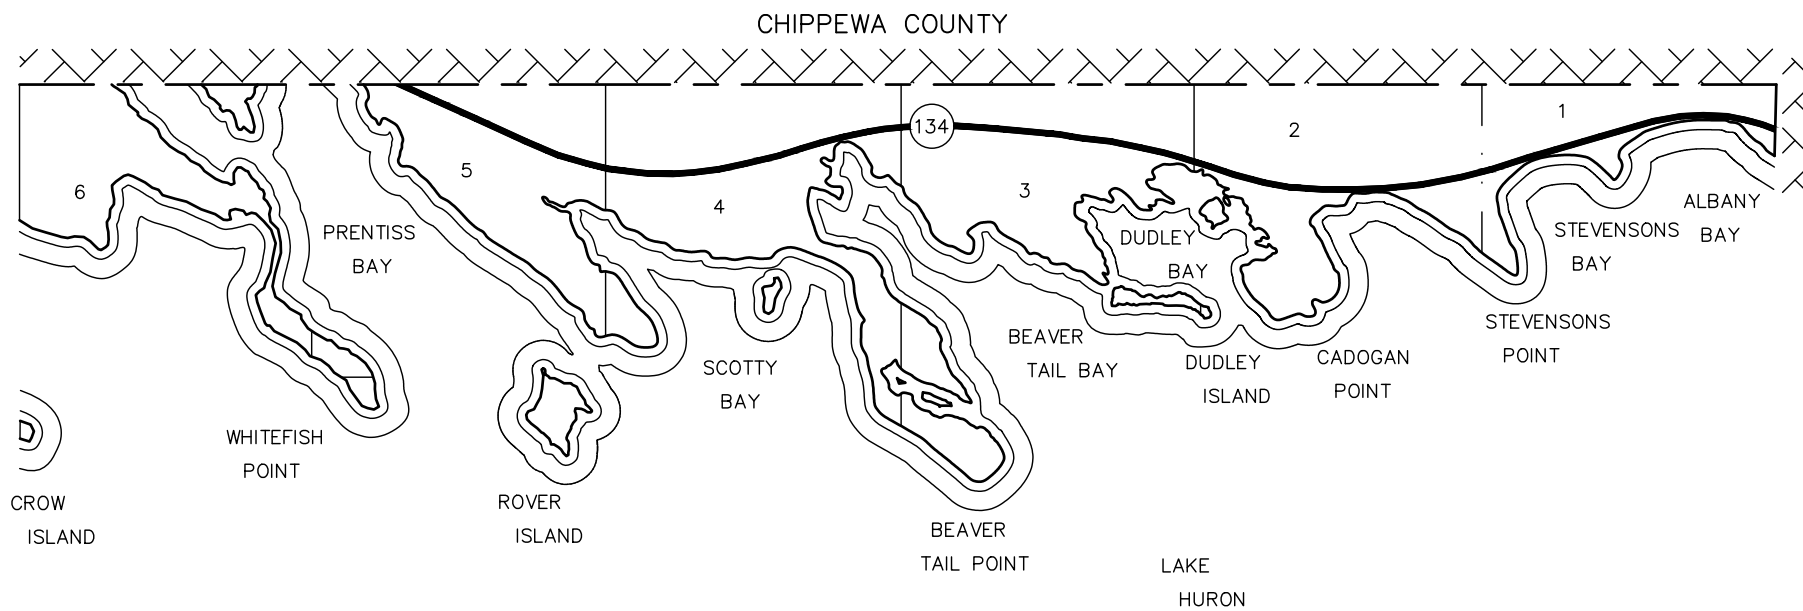 CHIPPEWA COUNTY
134
1
2
3
4
5
6
PRENTISS
BAY
DUDLEY
BAY
STEVENSONS
BAY
ALBANY
BAY
STEVENSONS
POINT
BEAVER
TAIL BAY
DUDLEY
ISLAND
CADOGAN
POINT
SCOTTY
BAY
WHITEFISH
POINT
CROW
ISLAND
ROVER
ISLAND
BEAVER
TAIL POINT
LAKE
HURON